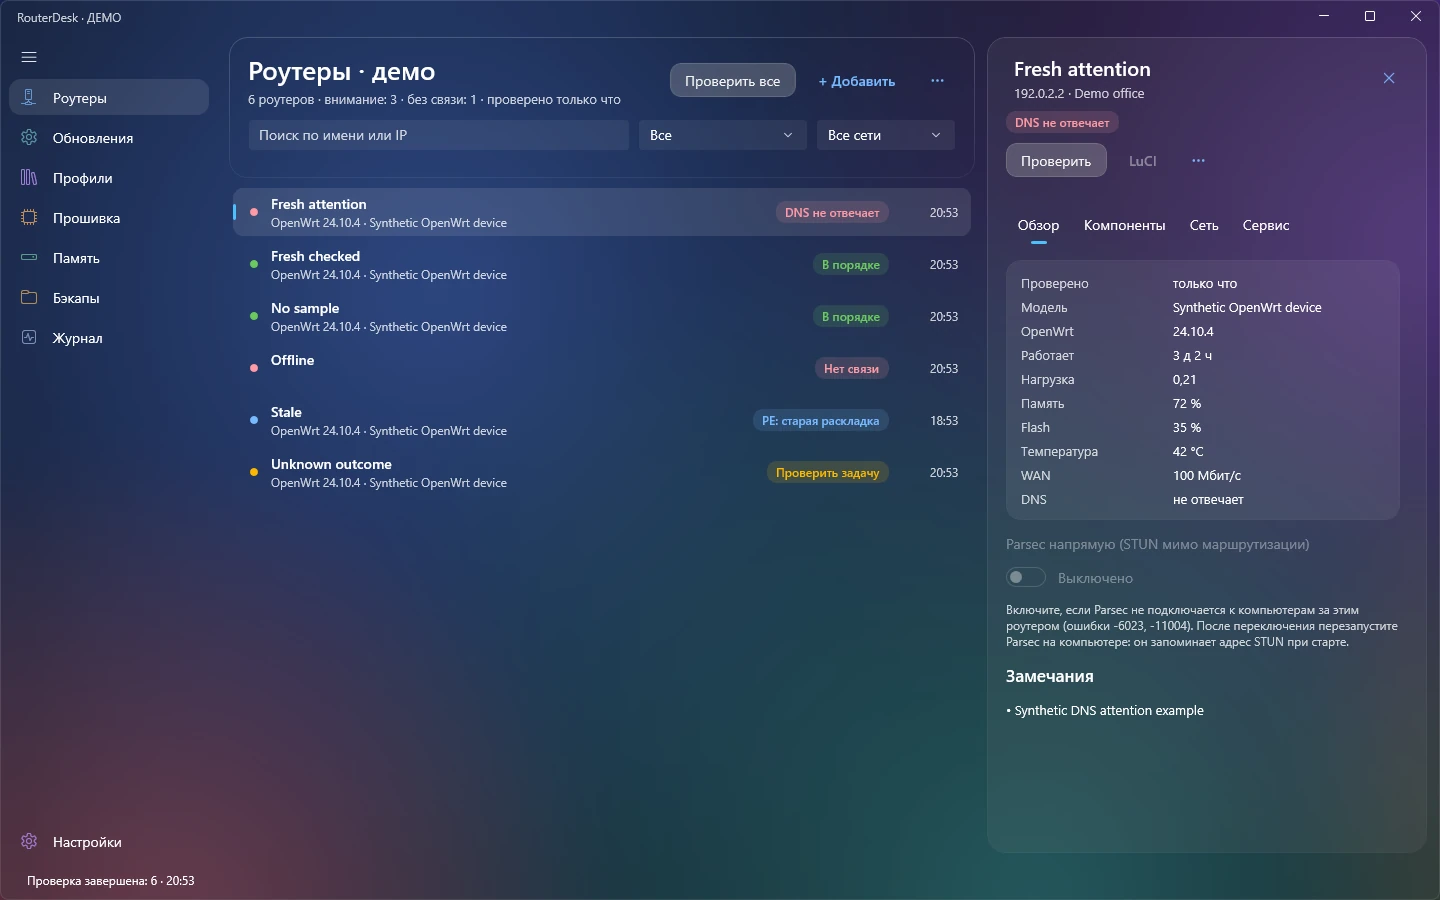 RouterDesk · ДЕМО
Роутеры
Обновления
Профили
Прошивка
Память
Бэкапы
Журнал
Настройки
Проверка завершена: 6 · 20:53
Роутеры · демо
6 роутеров · внимание: 3 · без связи: 1 · проверено только что
Проверить все
+ Добавить
Поиск по имени или IP
Все
Все сети
Fresh attention
OpenWrt 24.10.4 · Synthetic OpenWrt device
DNS не отвечает
20:53
Fresh checked
OpenWrt 24.10.4 · Synthetic OpenWrt device
В порядке
20:53
No sample
OpenWrt 24.10.4 · Synthetic OpenWrt device
В порядке
20:53
Offline
Нет связи
20:53
Stale
OpenWrt 24.10.4 · Synthetic OpenWrt device
PE: старая раскладка
18:53
Unknown outcome
OpenWrt 24.10.4 · Synthetic OpenWrt device
Проверить задачу
20:53
Fresh attention
192.0.2.2 · Demo office
DNS не отвечает
Проверить
LuCI
Обзор
Компоненты
Сеть
Сервис
Проверено только что
Модель Synthetic OpenWrt device
OpenWrt 24.10.4
Работает 3 д 2 ч
Нагрузка 0,21
Память 72 %
Flash 35 %
Температура 42 °C
WAN 100 Мбит/с
DNS не отвечает
Parsec напрямую (STUN мимо маршрутизации)
Выключено
Включите, если Parsec не подключается к компьютерам за этим
роутером (ошибки -6023, -11004). После переключения перезапустите
Parsec на компьютере: он запоминает адрес STUN при старте.
Замечания
• Synthetic DNS attention example